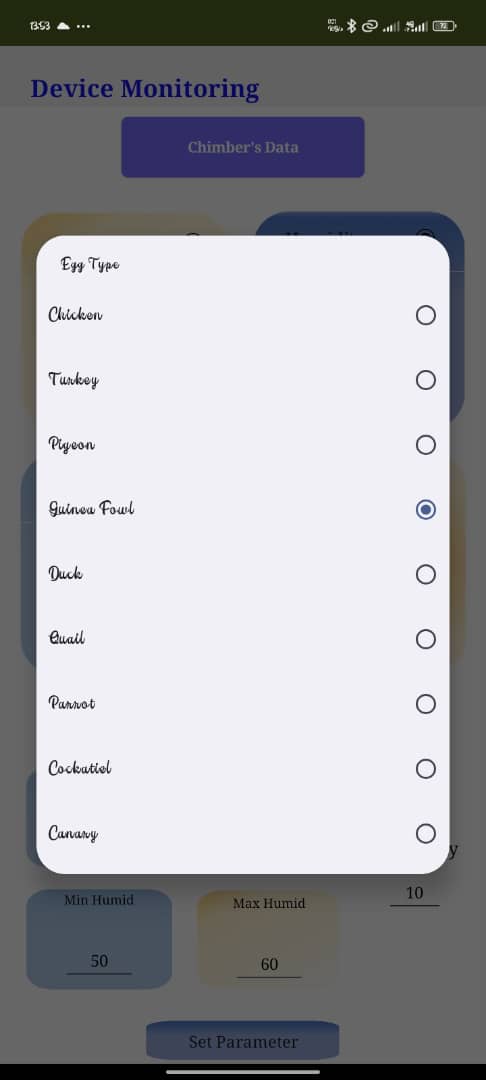 13:53
Device Monitoring
Chimber's Data
Egg Type
Chicken
Turkey
Pigeon
Guinea Fowl
Duck
Quail
Parrot
Cockatiel
Canary
y
10
Min Humid
Max Humid
50
60
Set Parameter